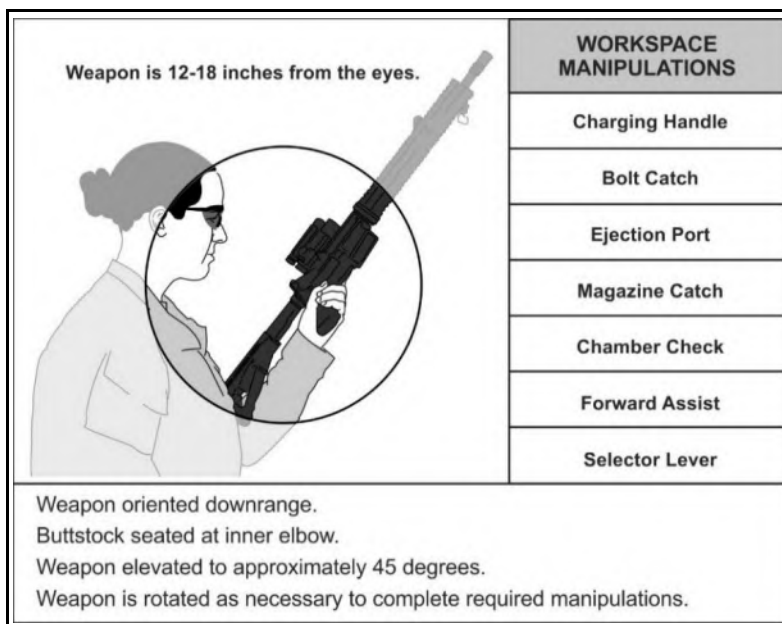 Weapon is 12-18 inches from the eyes.
WORKSPACE
MANIPULATIONS
Charging Handle
Bolt Catch
Ejection Port
Magazine Catch
Chamber Check
Forward Assist
Selector Lever
Weapon oriented downrange.
Buttstock seated at inner elbow.
Weapon elevated to approximately 45 degrees.
Weapon is rotated as necessary to complete required manipulations.